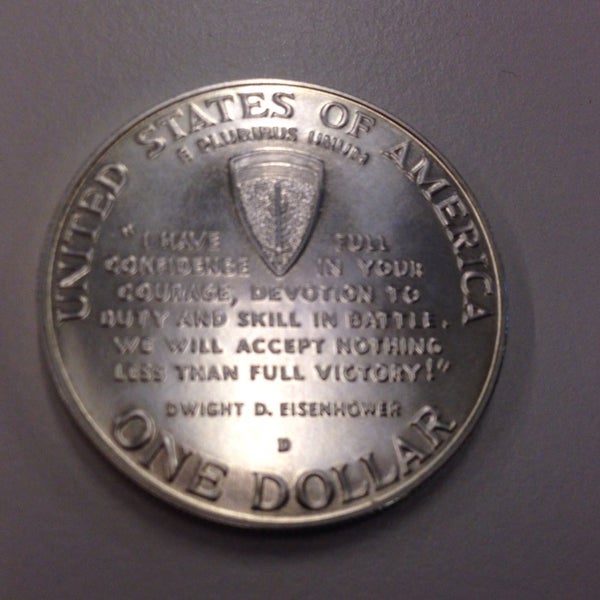 UNITED STATES OF AMERICA
E PLURIBUS UNUM
"I HAVE FULL
CONFIDENCE IN YOUR
COURAGE, DEVOTION TO
DUTY AND SKILL IN BATTLE.
WE WILL ACCEPT NOTHING
LESS THAN FULL VICTORY!"
DWIGHT D. EISENHOWER
D
ONE DOLLAR